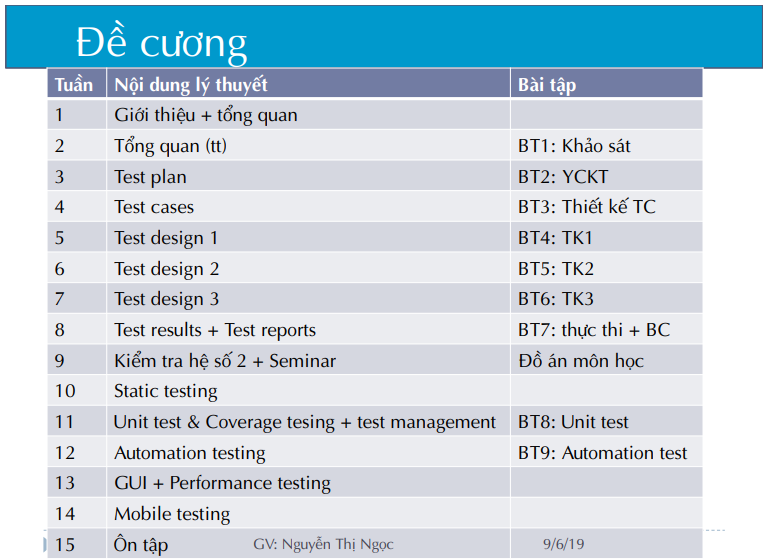 Đề cương
Tuần Nội dung lý thuyết Bài tập
1 Giới thiệu + tổng quan
2 Tổng quan (tt) BT1: Khảo sát
3 Test plan BT2: YCKT
4 Test cases BT3: Thiết kế TC
5 Test design 1 BT4: TK1
6 Test design 2 BT5: TK2
7 Test design 3 BT6: TK3
8 Test results + Test reports BT7: thực thi + BC
9 Kiểm tra hệ số 2 + Seminar Đồ án môn học
10 Static testing
11 Unit test & Coverage tesing + test management BT8: Unit test
12 Automation testing BT9: Automation test
13 GUI + Performance testing
14 Mobile testing
15 Ôn tập GV: Nguyễn Thị Ngọc 9/6/19